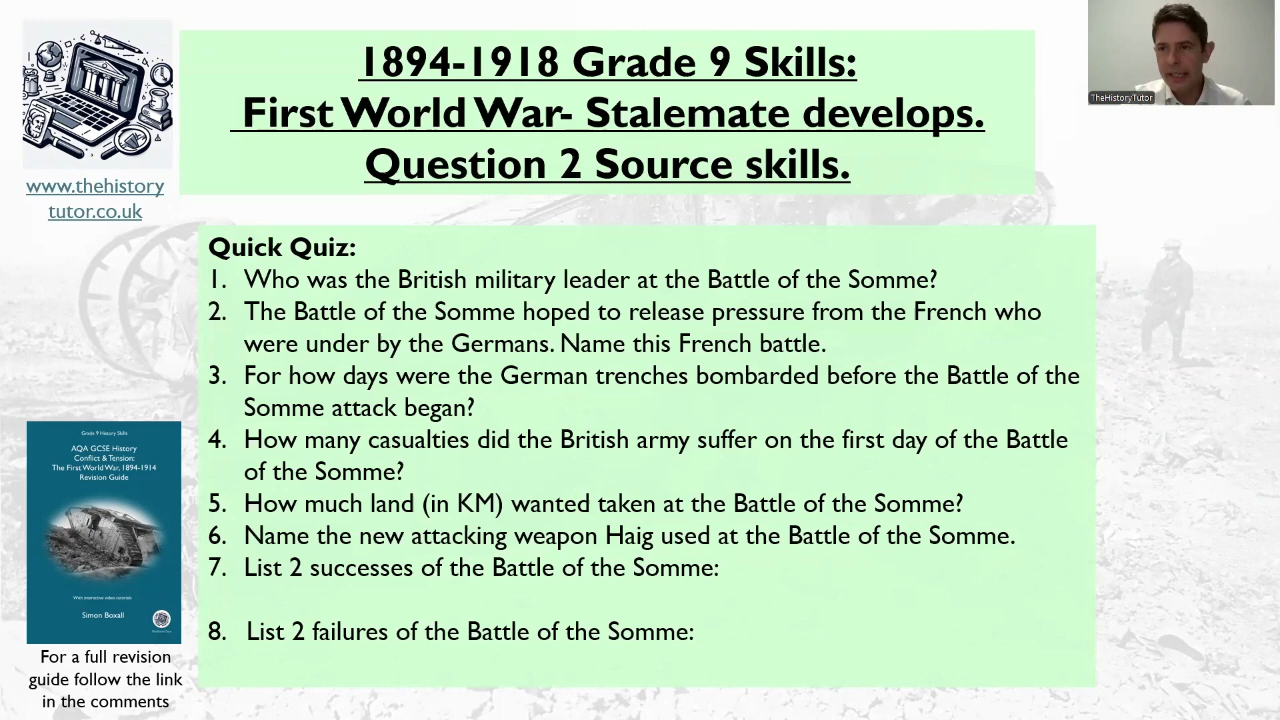 1894-1918 Grade 9 Skills:
First World War- Stalemate develops.
Question 2 Source skills.
TheHistoryTutor
www.thehistory
tutor.co.uk
Quick Quiz:
1. Who was the British military leader at the Battle of the Somme?
2. The Battle of the Somme hoped to release pressure from the French who
were under by the Germans. Name this French battle.
3. For how days were the German trenches bombarded before the Battle of the
Somme attack began?
4. How many casualties did the British army suffer on the first day of the Battle
of the Somme?
5. How much land (in KM) wanted taken at the Battle of the Somme?
6. Name the new attacking weapon Haig used at the Battle of the Somme.
7. List 2 successes of the Battle of the Somme:
8. List 2 failures of the Battle of the Somme:
Grade 9 History Skills
AQA GCSE History
Conflict & Tension:
The First World War, 1894-1914
Revision Guide
With interactive video tutorials
Simon Boxall
For a full revision
guide follow the link
in the comments